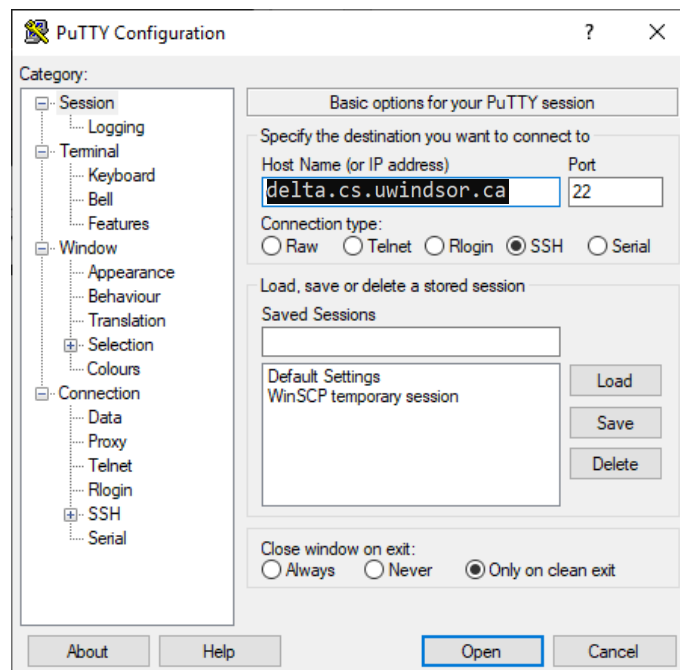 PuTTY Configuration
?
Category:
Session
Logging
Terminal
Keyboard
Bell
Features
Window
Appearance
Behaviour
Translation
Selection
Colours
Connection
Data
Proxy
Telnet
Rlogin
SSH
Serial
Basic options for your PuTTY session
Specify the destination you want to connect to
Host Name (or IP address) Port
delta.cs.uwindsor.ca 22
Connection type:
Raw Telnet Rlogin SSH Serial
Load, save or delete a stored session
Saved Sessions
Default Settings
WinSCP temporary session
Load
Save
Delete
Close window on exit:
Always Never Only on clean exit
About Help Open Cancel